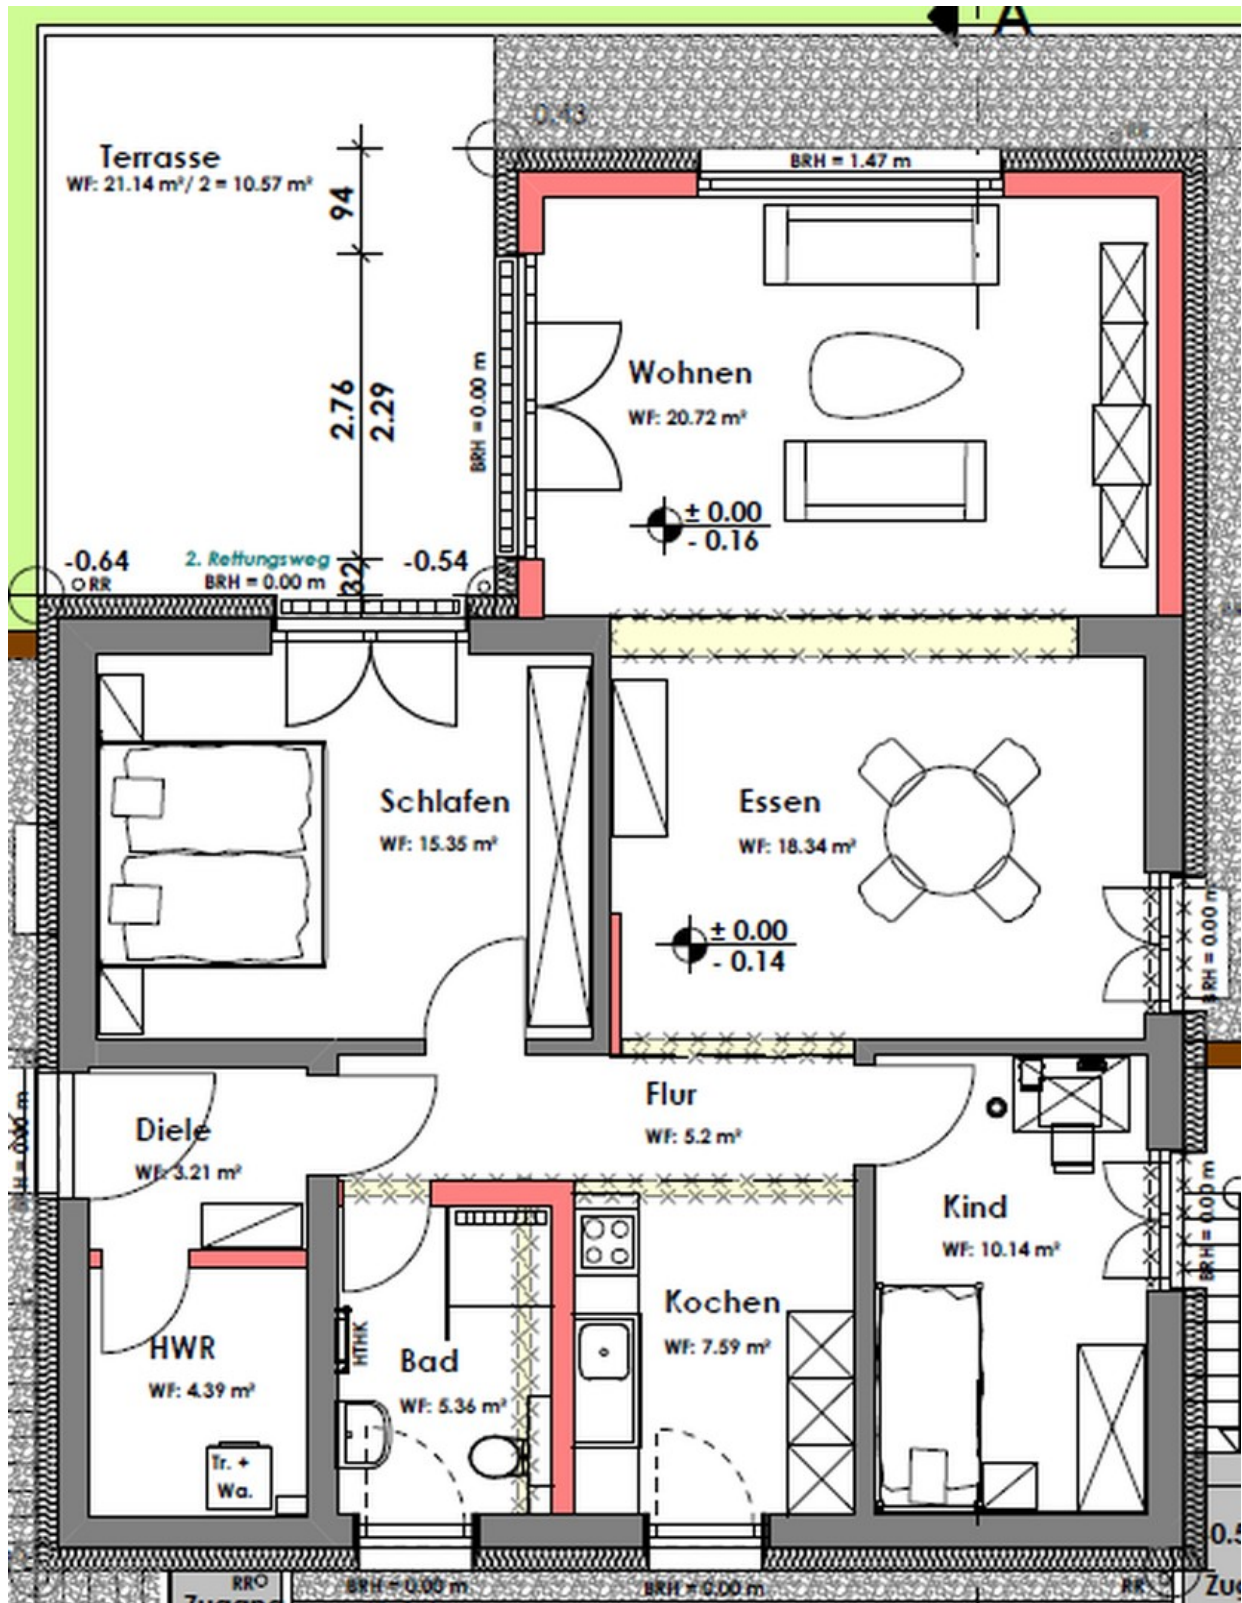 A
-0.43
Terrasse
WF: 21.14 m²/ 2 = 10.57 m²
BRH = 1.47 m
94
2.76
2.29
BRH = 0.00 m
Wohnen
WF: 20.72 m²
± 0.00
- 0.16
-0.64
RR
2. Rettungsweg
BRH = 0.00 m
32
-0.54
Schlafen
WF: 15.35 m²
Essen
WF: 18.34 m²
± 0.00
- 0.14
BRH = 0.00 m
Flur
WF: 5.2 m²
Diele
WF: 3.21 m²
BRH = 0.00 m
Kind
WF: 10.14 m²
BRH = 0.00 m
HWR
WF: 4.39 m²
HTHK
Bad
WF: 5.36 m²
Kochen
WF: 7.59 m²
Tr. +
Wa.
RR
BRH = 0.00 m
BRH = 0.00 m
RR